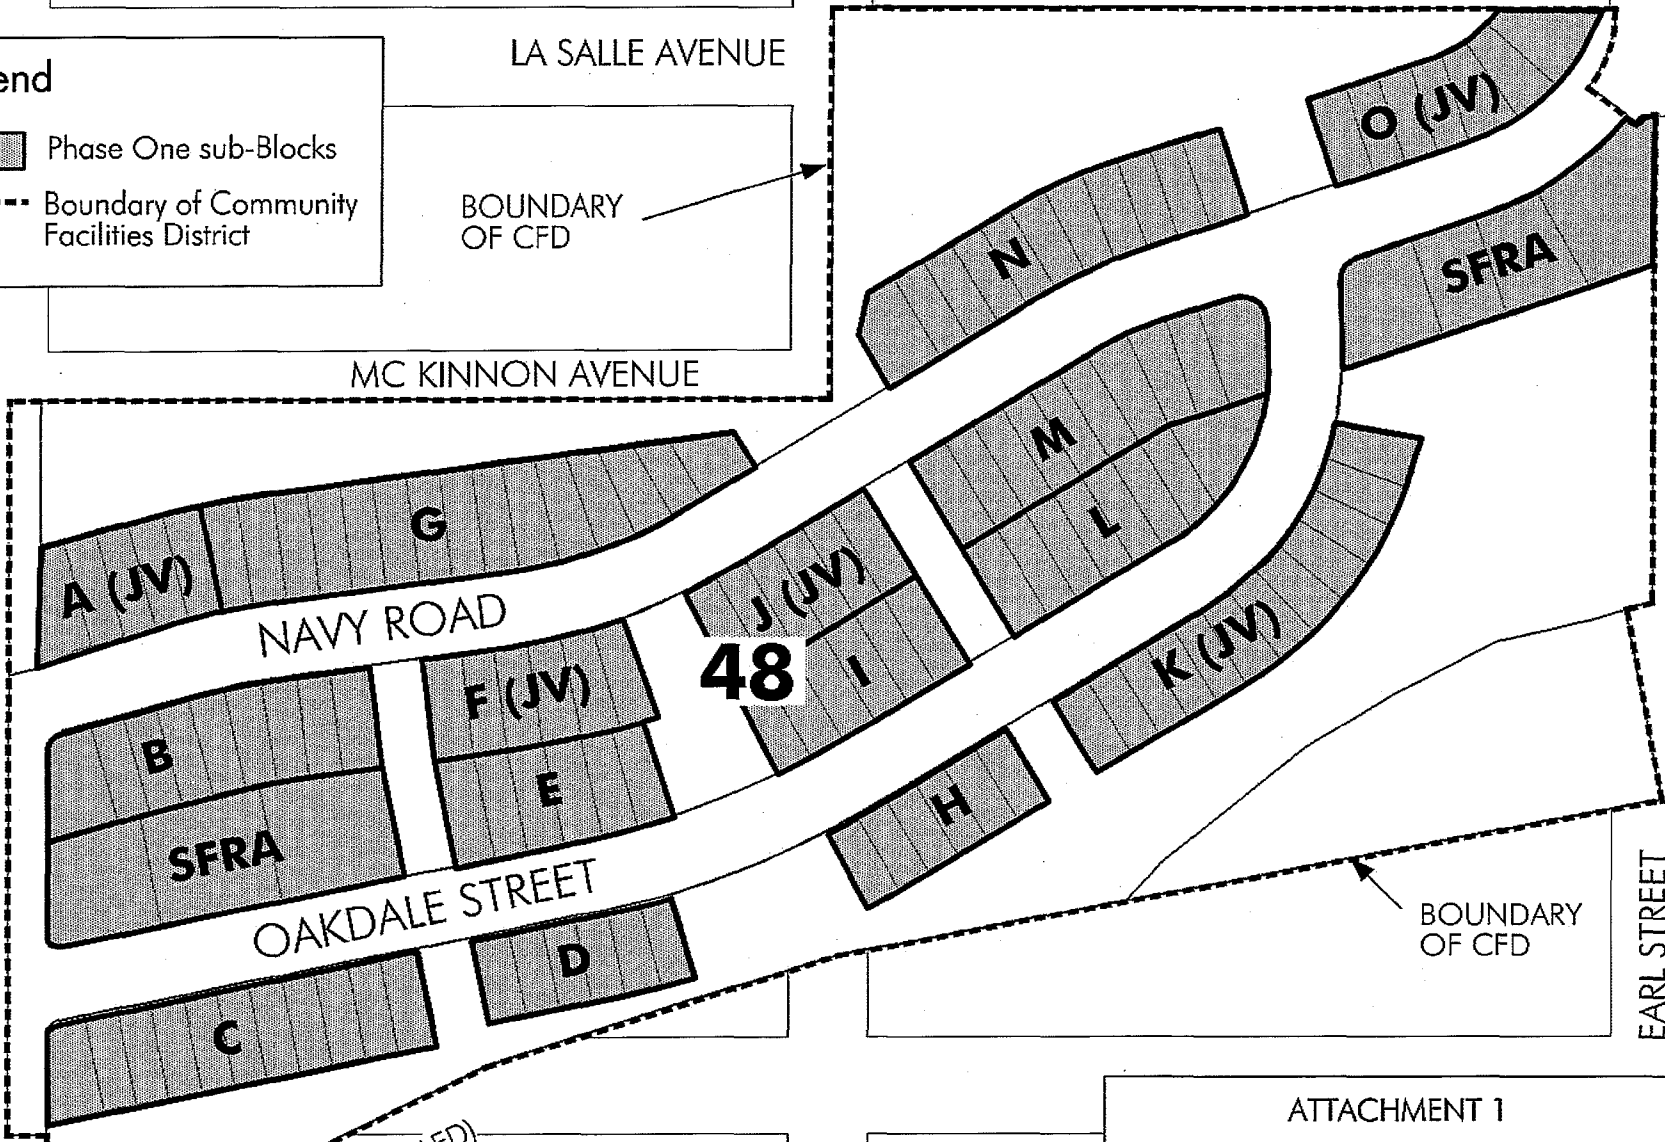 LA SALLE AVENUE
end
Phase One sub-Blocks
Boundary of Community
Facilities District
BOUNDARY
OF CFD
MC KINNON AVENUE
O (JV)
N
SFRA
M
L
G
A (JV)
NAVY ROAD
J (JV)
I
48
K (JV)
F (JV)
E
B
SFRA
H
OAKDALE STREET
D
C
BOUNDARY
OF CFD
EARL STREET
ATTACHMENT 1